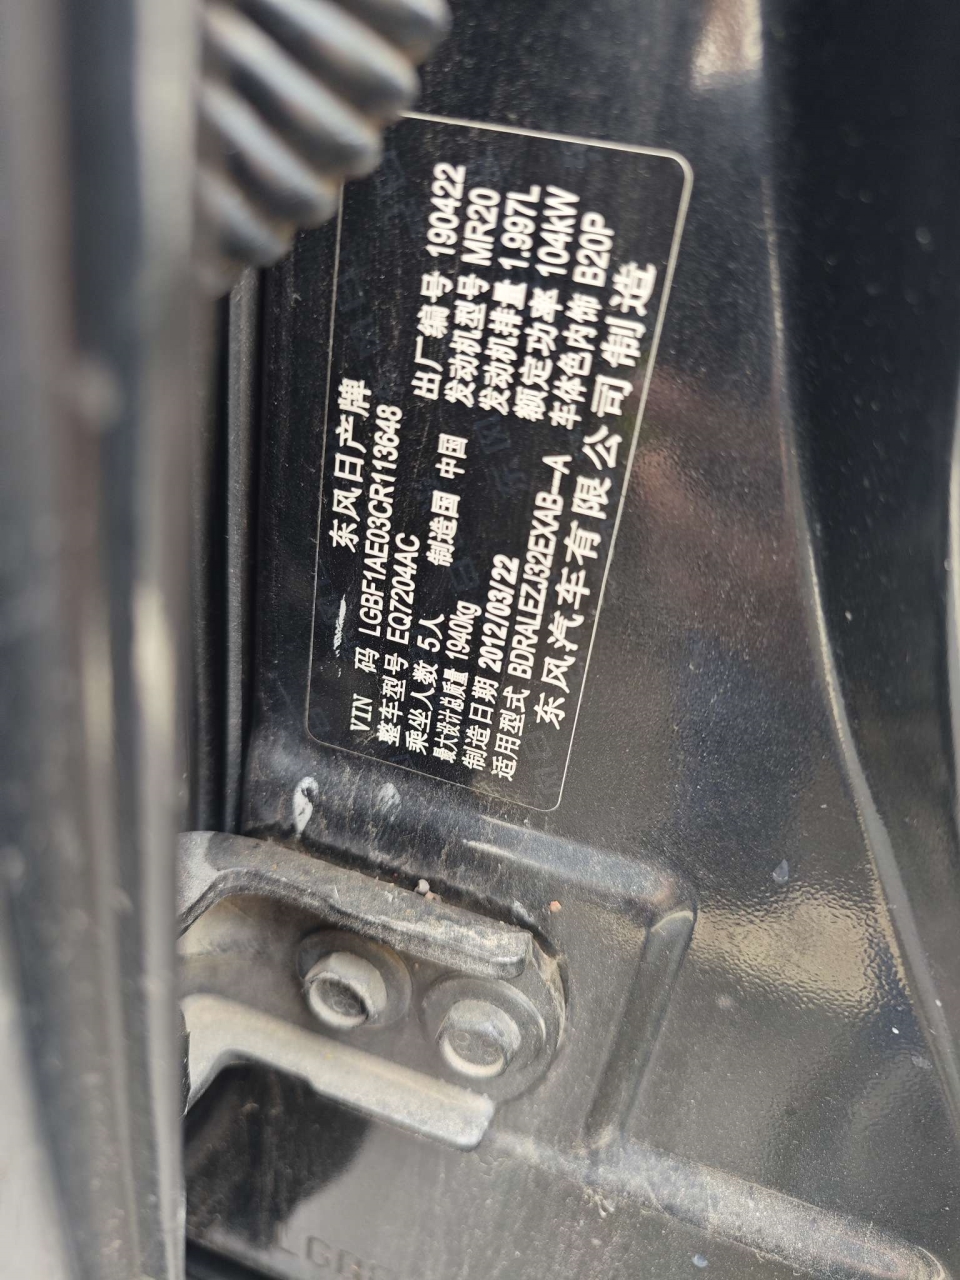 东风日产牌
VIN 码 LGBF1AE03CR113648
整车型号 EQ7204AC
乘坐人数 5人 制造国 中国
最大设计总质量 1940kg
制造日期 2012/03/22
适用型式 BDRALEZJ32EXAB-A
出厂编号 190422
发动机型号 MR20
发动机排量 1.997L
额定功率 104kW
车体色内饰 B20P
东风汽车有限公司制造